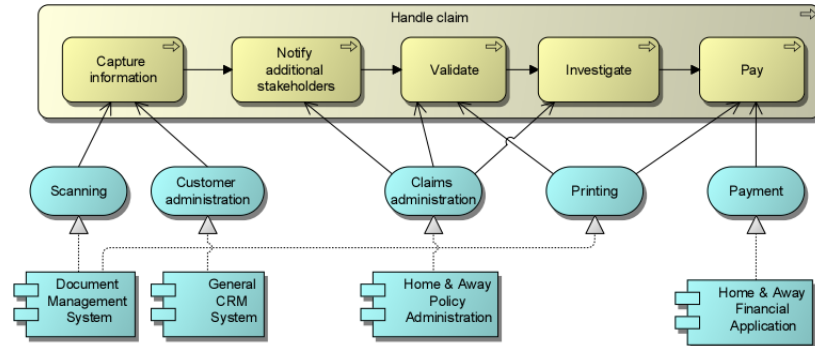 Handle claim
Capture
information
Notify
additional
stakeholders
Validate
Investigate
Pay
Scanning
Customer
administration
Claims
administration
Printing
Payment
Document
Management
System
General
CRM
System
Home & Away
Policy
Administration
Home & Away
Financial
Application